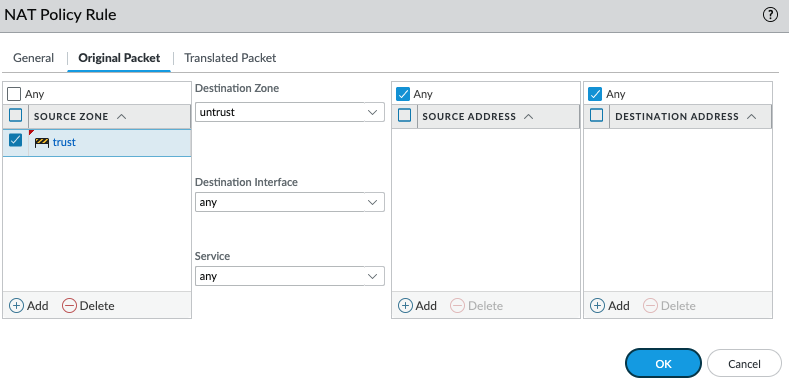 NAT Policy Rule
General
Original Packet
Translated Packet
Any
SOURCE ZONE
trust
Add
Delete
Destination Zone
untrust
Destination Interface
any
Service
any
Any
SOURCE ADDRESS
Add
Delete
Any
DESTINATION ADDRESS
Add
Delete
OK
Cancel